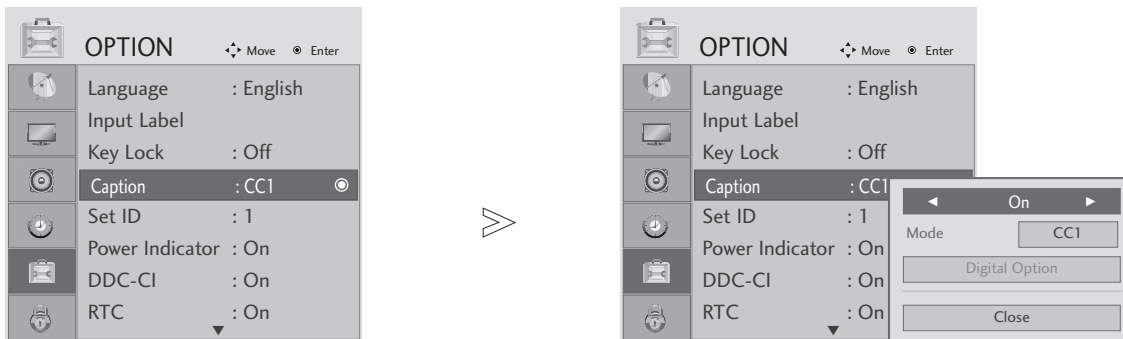 OPTION Move Enter
Language : English
Input Label
Key Lock : Off
Caption : CC1
Set ID : 1
Power Indicator : On
DDC-CI : On
RTC : On
OPTION Move Enter
Language : English
Input Label
Key Lock : Off
Caption : CC1
Set ID : 1
Power Indicator : On
DDC-CI : On
RTC : On
On
Mode CC1
Digital Option
Close